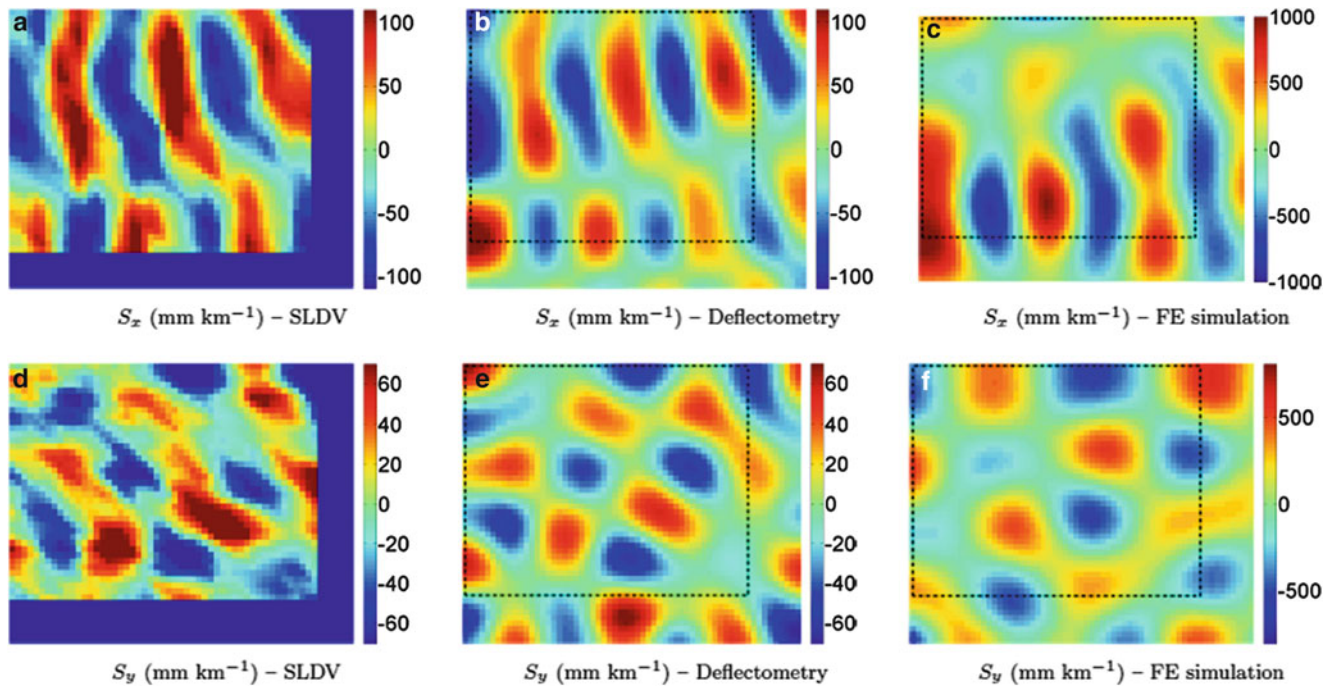 a
100
50
0
-50
-100
S_x (mm km⁻¹) – SLDV
b
100
50
0
-50
-100
S_x (mm km⁻¹) – Deflectometry
c
1000
500
0
-500
-1000
S_x (mm km⁻¹) – FE simulation
d
60
40
20
0
-20
-40
-60
S_y (mm km⁻¹) – SLDV
e
60
40
20
0
-20
-40
-60
S_y (mm km⁻¹) – Deflectometry
f
500
0
-500
S_y (mm km⁻¹) – FE simulation